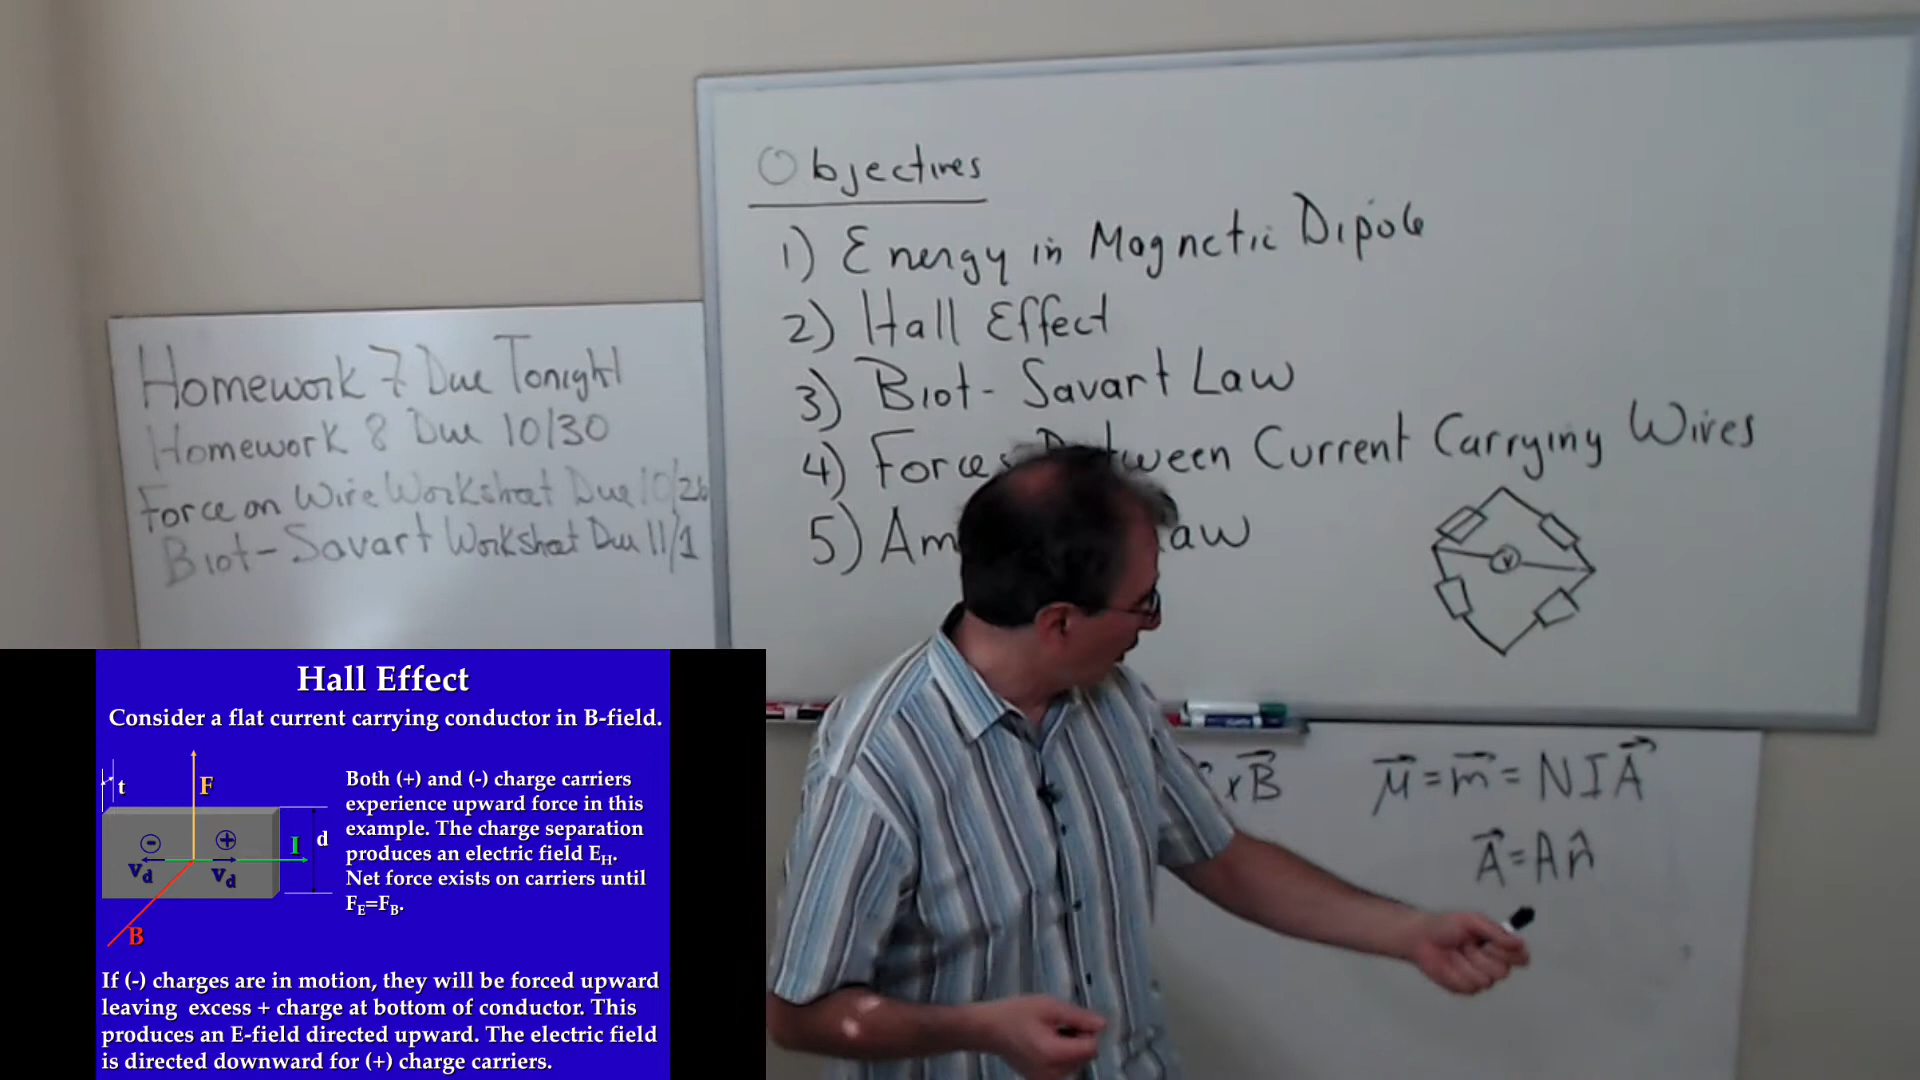 Homework 7 Due Tonight
Homework 8 Due 10/30
Force on Wire Worksheet Due 10/26
Biot-Savart Worksheet Due 11/1
Objectives
1) Energy in Magnetic Dipole
2) Hall Effect
3) Biot-Savart Law
4) Forces Between Current Carrying Wires
5) Am aw
V
x B⃗ μ⃗ = m⃗ = NIA⃗
A⃗ = An̂
Hall Effect
Consider a flat current carrying conductor in B-field.
t
F
d
I
- +
vd vd
B
Both (+) and (-) charge carriers
experience upward force in this
example. The charge separation
produces an electric field EH.
Net force exists on carriers until
FE=FB.
If (-) charges are in motion, they will be forced upward
leaving excess + charge at bottom of conductor. This
produces an E-field directed upward. The electric field
is directed downward for (+) charge carriers.